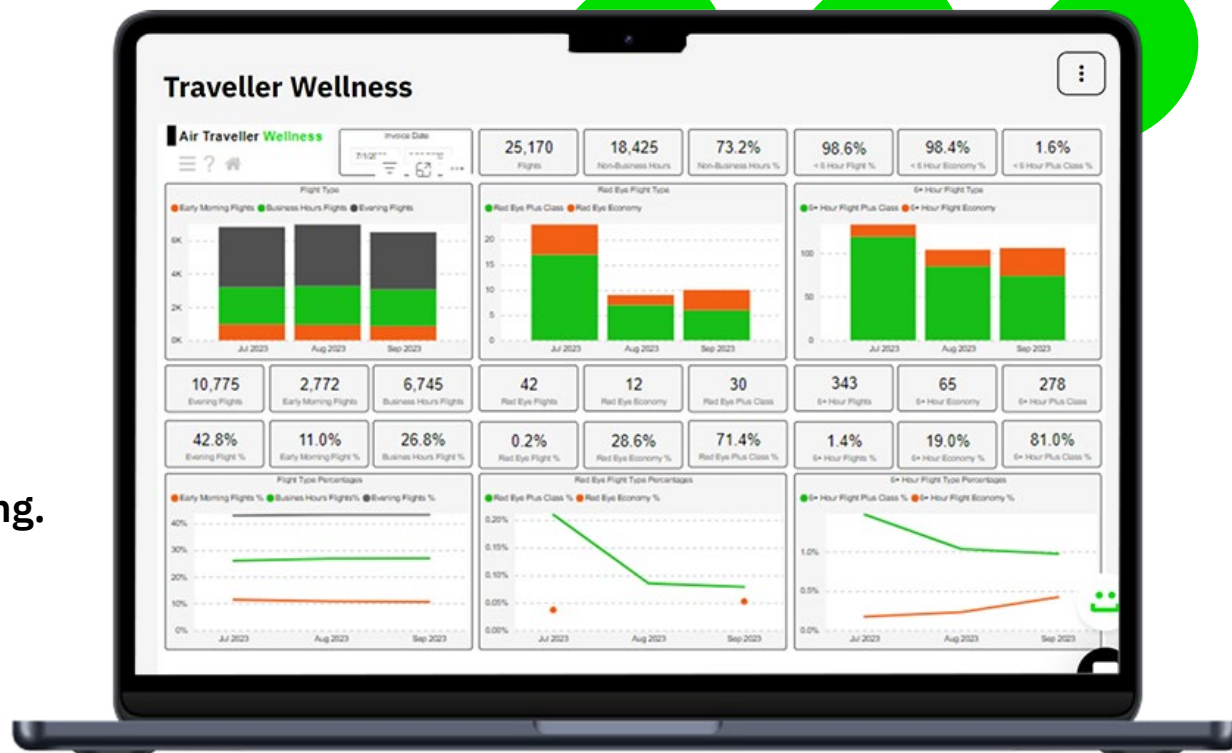 Traveller Wellness
Air Traveller Wellness
Invoice Date
25,170
Flights
18,425
Non-Business Hours
73.2%
Non-Business Hours %
98.6%
< 6 Hour Flight %
98.4%
< 6 Hour Economy %
1.6%
< 6 Hour Plus Class %
Flight Type
Early Morning Flights Business Hours Flights Evening Flights
6K
4K
2K
0K
Jul 2023 Aug 2023 Sep 2023
Red Eye Flight Type
Red Eye Plus Class Red Eye Economy
20
15
10
5
0
Jul 2023 Aug 2023 Sep 2023
6+ Hour Flight Type
6+ Hour Flight Plus Class 6+ Hour Flight Economy
100
50
0
Jul 2023 Aug 2023 Sep 2023
10,775
Evening Flights
2,772
Early Morning Flights
6,745
Business Hours Flights
42
Red Eye Flights
12
Red Eye Economy
30
Red Eye Plus Class
343
6+ Hour Flights
65
6+ Hour Economy
278
6+ Hour Plus Class
42.8%
Evening Flight %
11.0%
Early Morning Flight %
26.8%
Busines Hours Flight %
0.2%
Red Eye Flight %
28.6%
Red Eye Economy %
71.4%
Red Eye Plus Class %
1.4%
6+ Hour Flights %
19.0%
6+ Hour Economy %
81.0%
6+ Hour Plus Class %
ng.
Flight Type Percentages
Early Morning Flights % Busines Hours Flights% Evening Flights %
40%
30%
20%
10%
0%
Jul 2023 Aug 2023 Sep 2023
Red Eye Flight Type Percentages
Red Eye Plus Class % Red Eye Economy %
0.20%
0.15%
0.10%
0.05%
0.00%
Jul 2023 Aug 2023 Sep 2023
6+ Hour Flight Type Percentages
6+ Hour Flight Plus Class % 6+ Hour Flight Economy %
1.0%
0.5%
0.0%
Jul 2023 Aug 2023 Sep 2023